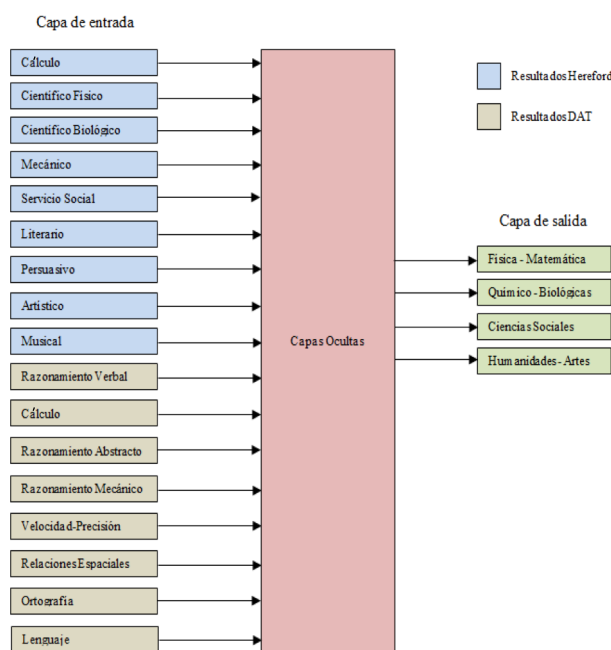 Capa de entrada
Cálculo
Científico Físico
Científico Biológico
Mecánico
Servicio Social
Literario
Persuasivo
Artístico
Musical
Razonamiento Verbal
Cálculo
Razonamiento Abstracto
Razonamiento Mecánico
Velocidad-Precisión
Relaciones Espaciales
Ortografía
Lenguaje
Capas Ocultas
Resultados Hereford
Resultados DAT
Capa de salida
Física - Matemática
Químico - Biológicas
Ciencias Sociales
Humanidades - Artes